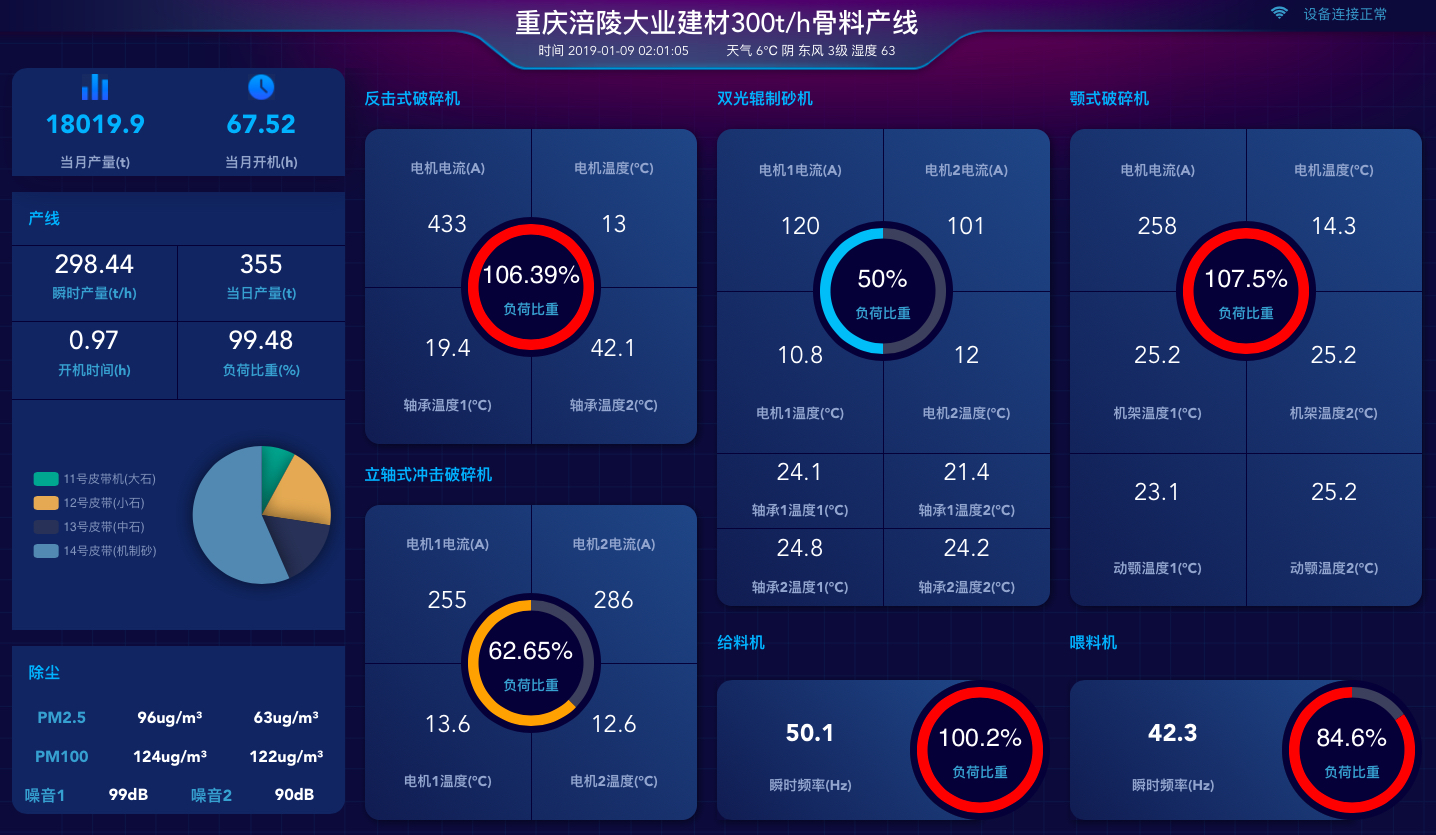 重庆涪陵大业建材300t/h骨料产线
时间 2019-01-09 02:01:05 天气 6℃ 阴 东风 3级 湿度 63
设备连接正常
18019.9 67.52
当月产量(t) 当月开机(h)
产线
298.44 355
瞬时产量(t/h) 当日产量(t)
0.97 99.48
开机时间(h) 负荷比重(%)
11号皮带机(大石)
12号皮带(小石)
13号皮带(中石)
14号皮带(机制砂)
除尘
PM2.5 96ug/m³ 63ug/m³
PM100 124ug/m³ 122ug/m³
噪音1 99dB 噪音2 90dB
反击式破碎机
电机电流(A) 电机温度(℃)
433 13
106.39%
负荷比重
19.4 42.1
轴承温度1(℃) 轴承温度2(℃)
立轴式冲击破碎机
电机1电流(A) 电机2电流(A)
255 286
62.65%
负荷比重
13.6 12.6
电机1温度(℃) 电机2温度(℃)
双光辊制砂机
电机1电流(A) 电机2电流(A)
120 101
50%
负荷比重
10.8 12
电机1温度(℃) 电机2温度(℃)
24.1 21.4
轴承1温度1(℃) 轴承1温度2(℃)
24.8 24.2
轴承2温度1(℃) 轴承2温度2(℃)
颚式破碎机
电机电流(A) 电机温度(℃)
258 14.3
107.5%
负荷比重
25.2 25.2
机架温度1(℃) 机架温度2(℃)
23.1 25.2
动颚温度1(℃) 动颚温度2(℃)
给料机
50.1
瞬时频率(Hz)
100.2%
负荷比重
喂料机
42.3
瞬时频率(Hz)
84.6%
负荷比重